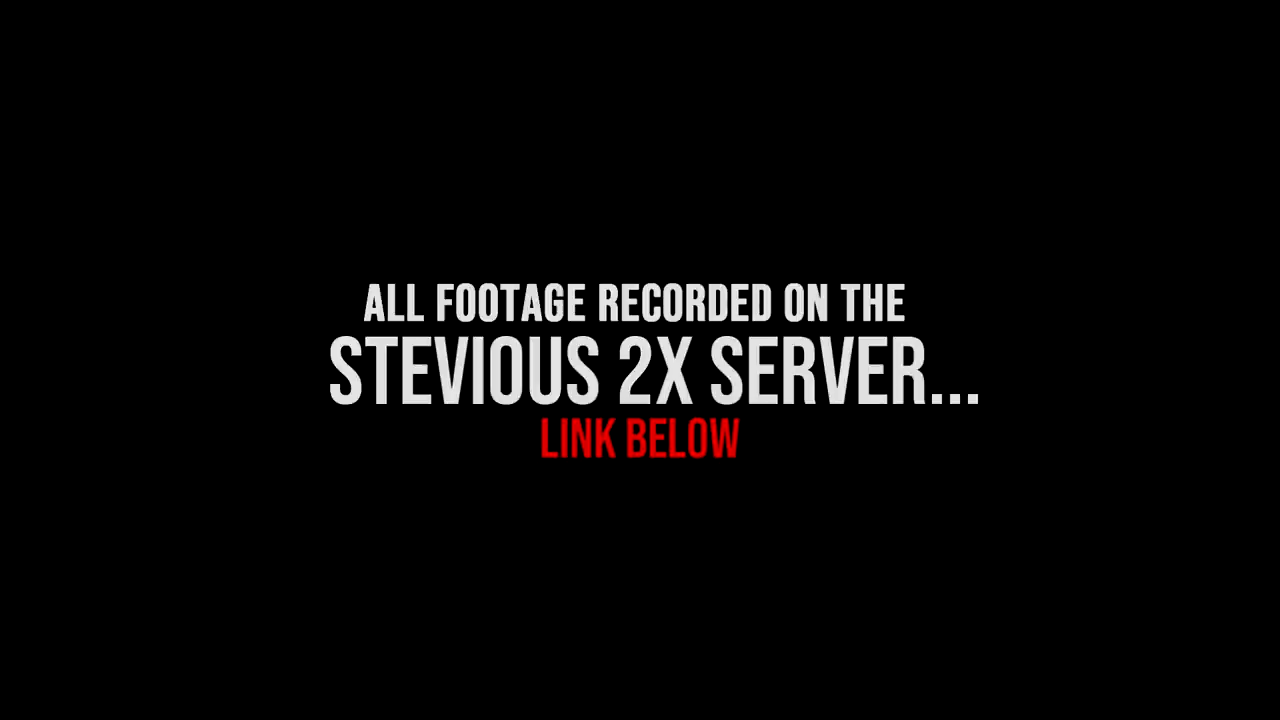 ALL FOOTAGE RECORDED ON THE
STEVIOUS 2X SERVER...
LINK BELOW